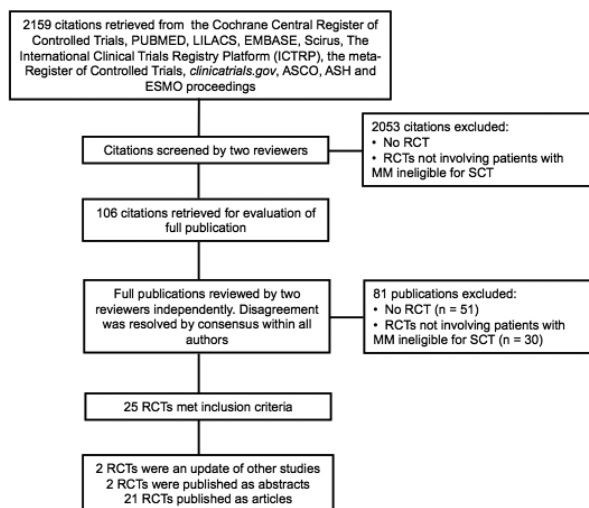 2159 citations retrieved from the Cochrane Central Register of
Controlled Trials, PUBMED, LILACS, EMBASE, Scirus, The
International Clinical Trials Registry Platform (ICTRP), the meta-
Register of Controlled Trials, clinicatrials.gov, ASCO, ASH and
ESMO proceedings
Citations screened by two reviewers
2053 citations excluded:
• No RCT
• RCTs not involving patients with
MM ineligible for SCT
106 citations retrieved for evaluation of
full publication
Full publications reviewed by two
reviewers independently. Disagreement
was resolved by consensus within all
authors
81 publications excluded:
• No RCT (n = 51)
• RCTs not involving patients with
MM ineligible for SCT (n = 30)
25 RCTs met inclusion criteria
2 RCTs were an update of other studies
2 RCTs were published as abstracts
21 RCTs published as articles